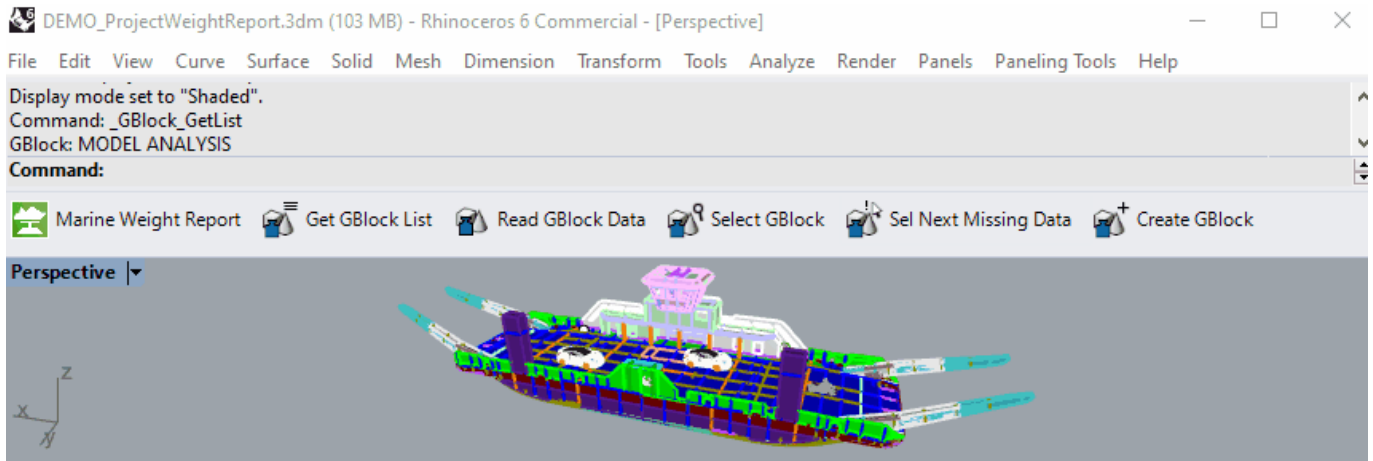 DEMO_ProjectWeightReport.3dm (103 MB) - Rhinoceros 6 Commercial - [Perspective]
File Edit View Curve Surface Solid Mesh Dimension Transform Tools Analyze Render Panels Paneling Tools Help
Display mode set to "Shaded".
Command: _GBlock_GetList
GBlock: MODEL ANALYSIS
Command:
Marine Weight Report Get GBlock List Read GBlock Data Select GBlock Sel Next Missing Data Create GBlock
Perspective
z
x
y